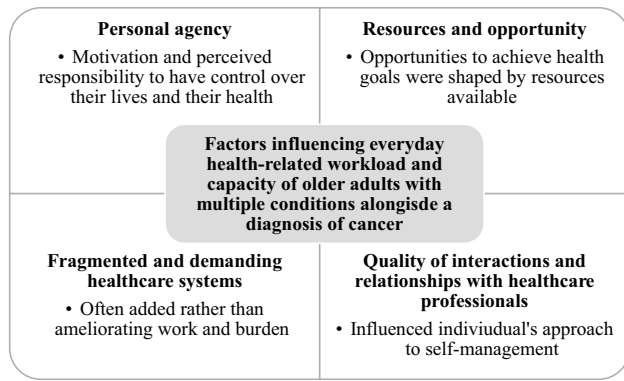 Personal agency
• Motivation and perceived
responsibility to have control over
their lives and their health
Resources and opportunity
• Opportunities to achieve health
goals were shaped by resources
available
Factors influencing everyday
health-related workload and
capacity of older adults with
multiple conditions alongisde a
diagnosis of cancer
Fragmented and demanding
healthcare systems
• Often added rather than
ameliorating work and burden
Quality of interactions and
relationships with healthcare
professionals
• Influenced indiviudual's approach
to self-management